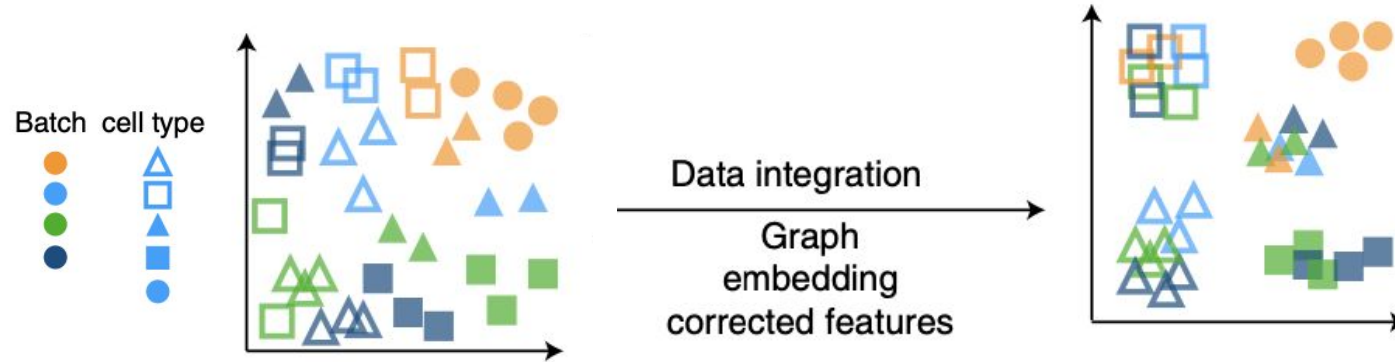 Batch cell type
Data integration
Graph
embedding
corrected features